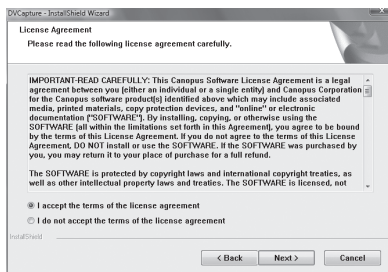 DVCapture - InstallShield Wizard
License Agreement
Please read the following license agreement carefully.
IMPORTANT-READ CAREFULLY: This Canopus Software License Agreement is a legal
agreement between you (either an individual or a single entity) and Canopus Corporation
for the Canopus software product(s) identified above which may include associated
media, printed materials, copy protection devices, and "online" or electronic
documentation ("SOFTWARE"). By installing, copying, or otherwise using the
SOFTWARE (all within the limitations set forth in this Agreement), you agree to be bound
by the terms of this License Agreement. If you do not agree to the terms of this License
Agreement, DO NOT install or use the SOFTWARE. If the SOFTWARE was purchased by
you, you may return it to your place of purchase for a full refund.
The SOFTWARE is protected by copyright laws and international copyright treaties, as
well as other intellectual property laws and treaties. The SOFTWARE is licensed, not
I accept the terms of the license agreement
I do not accept the terms of the license agreement
InstallShield
< Back Next > Cancel